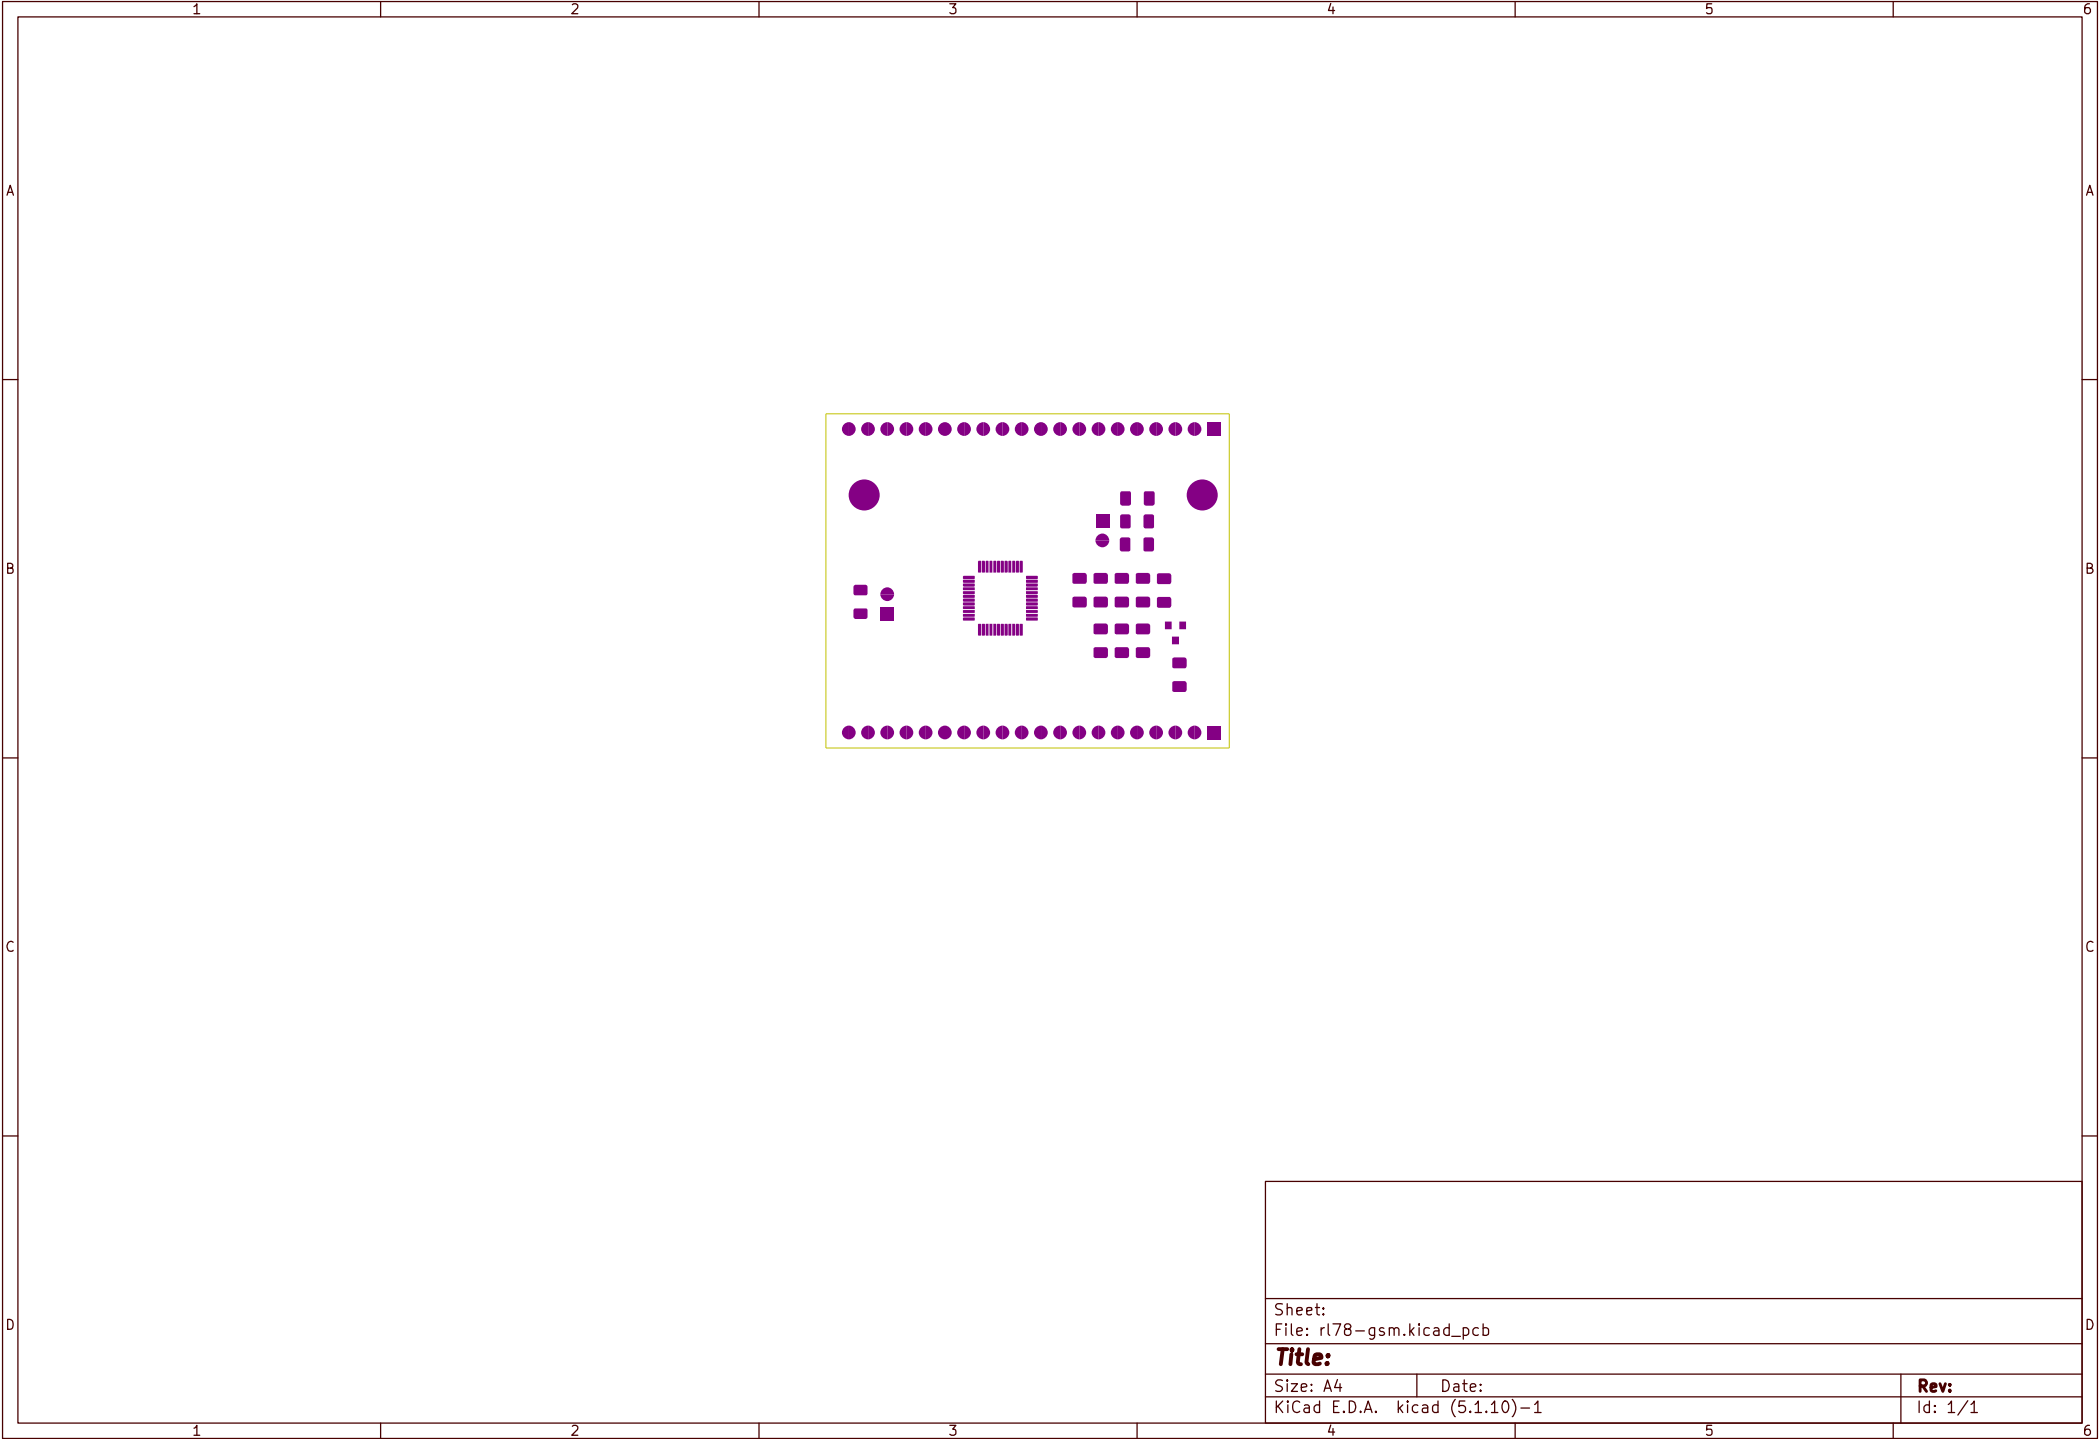 1 2 3 4 5 6
A A
B B
C C
D D
Sheet:
File: rl78-gsm.kicad_pcb
Title:
Size: A4 Date: Rev:
KiCad E.D.A. kicad (5.1.10)-1 Id: 1/1
1 2 3 4 5 6